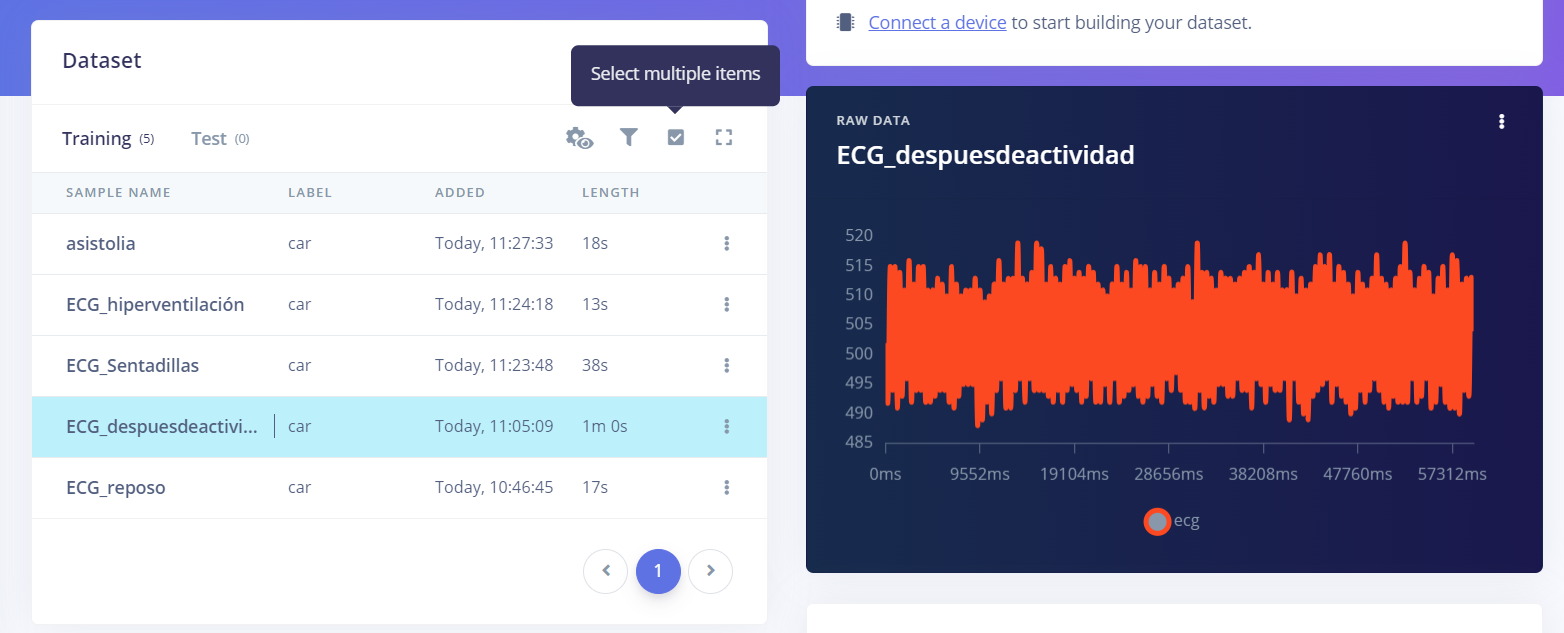 Dataset
Select multiple items
Training (5) Test (0)
SAMPLE NAME LABEL ADDED LENGTH
asistolia car Today, 11:27:33 18s
ECG_hiperventilación car Today, 11:24:18 13s
ECG_Sentadillas car Today, 11:23:48 38s
ECG_despuesdeactivi... car Today, 11:05:09 1m 0s
ECG_reposo car Today, 10:46:45 17s
1
Connect a device to start building your dataset.
RAW DATA
ECG_despuesdeactividad
520
515
510
505
500
495
490
485
0ms 9552ms 19104ms 28656ms 38208ms 47760ms 57312ms
ecg